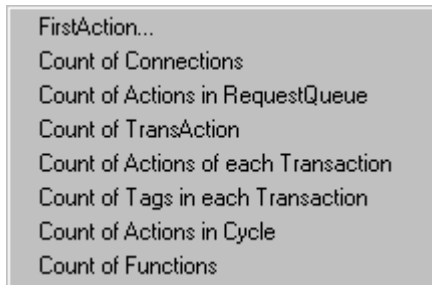 FirstAction...
Count of Connections
Count of Actions in RequestQueue
Count of TransAction
Count of Actions of each Transaction
Count of Tags in each Transaction
Count of Actions in Cycle
Count of Functions